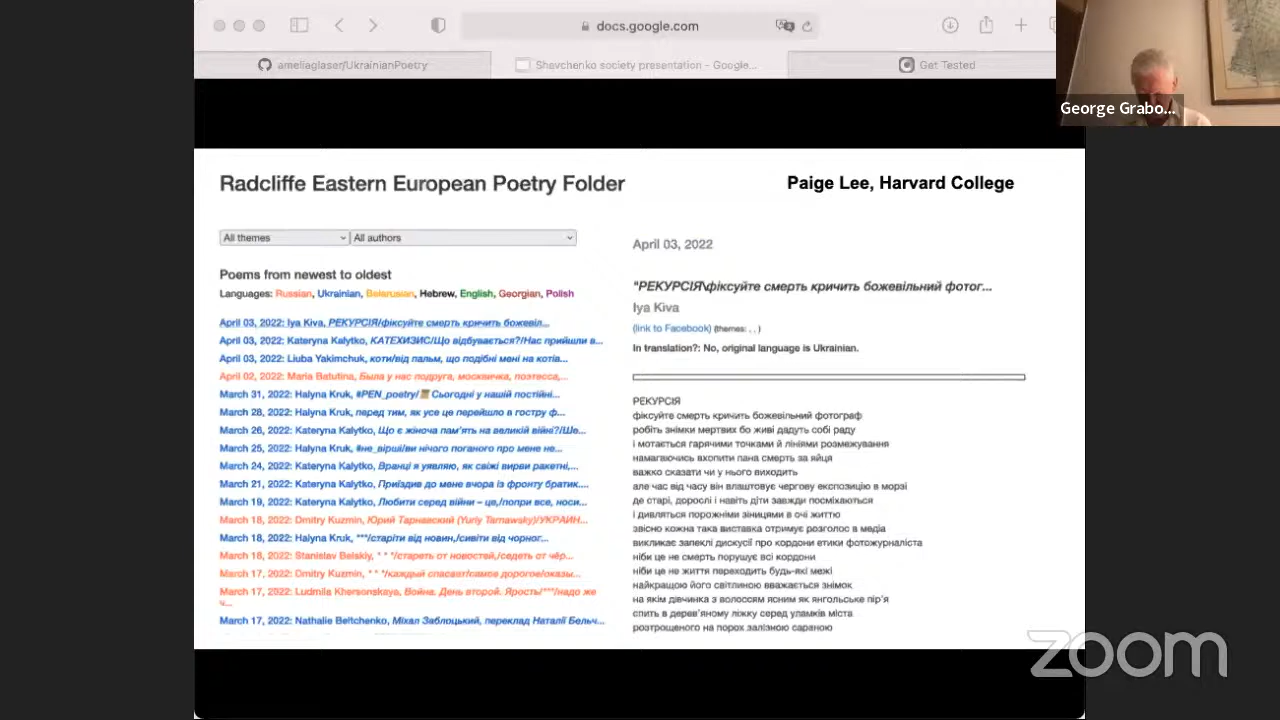 docs.google.com
ameliaglaser/UkrainianPoetry
Shevchenko society presentation - Google...
Get Tested
George Grabo...
Radcliffe Eastern European Poetry Folder
Paige Lee, Harvard College
All themes
All authors
Poems from newest to oldest
Languages: Russian, Ukrainian, Belarusian, Hebrew, English, Georgian, Polish
April 03, 2022: Iya Kiva, РЕКУРСІЯ/фіксуйте смерть кричить божевіл...
April 03, 2022: Kateryna Kalytko, КАТЕХИЗИС/Що відбувається?/Нас прийшли в...
April 03, 2022: Liuba Yakimchuk, коти/від пальм, що подібні мені на котів...
April 02, 2022: Maria Batutina, Была у нас подруга, москвичка, поэтесса,...
March 31, 2022: Halyna Kruk, #PEN_poetry/ Сьогодні у нашій постійні...
March 28, 2022: Halyna Kruk, перед тим, як усе це перейшло в гостру ф...
March 26, 2022: Kateryna Kalytko, Що є жіноча пам'ять на великій війні?/Ше...
March 25, 2022: Halyna Kruk, #не_вірші/ви нічого поганого про мене не...
March 24, 2022: Kateryna Kalytko, Вранці я уявляю, як свіжі вирви ракетні,...
March 21, 2022: Kateryna Kalytko, Приїздив до мене вчора із фронту братик....
March 19, 2022: Kateryna Kalytko, Любити серед війни – це,/попри все, носи...
March 18, 2022: Dmitry Kuzmin, Юрий Тарнавский (Yuriy Tarnawsky)/УКРАИН...
March 18, 2022: Halyna Kruk, ***/старіти від новин,/сивіти від чорног...
March 18, 2022: Stanislav Belskiy, * * */стареть от новостей,/седеть от чёр...
March 17, 2022: Dmitry Kuzmin, * * */каждый спасает/самое дорогое/оказы...
March 17, 2022: Ludmila Khersonskaya, Война. День второй. Ярость/***/надо же
ч...
March 17, 2022: Nathalie Beltchenko, Міхал Заблоцький, переклад Наталії Бельч...
April 03, 2022
"РЕКУРСІЯ\фіксуйте смерть кричить божевільний фотог...
Iya Kiva
(link to Facebook) (themes: , , )
In translation?: No, original language is Ukrainian.
РЕКУРСІЯ
фіксуйте смерть кричить божевільний фотограф
робіть знімки мертвих бо живі дадуть собі раду
і мотається гарячими точками й лініями розмежування
намагаючись вхопити пана смерть за яйця
важко сказати чи у нього виходить
але час від часу він влаштовує чергову експозицію в морзі
де старі, дорослі і навіть діти завжди посміхаються
і дивляться порожніми зіницями в очі життю
звісно кожна така виставка отримує розголос в медіа
викликає запеклі дискусії про кордони етики фотожурналіста
ніби це не смерть порушує всі кордони
ніби це не життя переходить будь-які межі
найкращою його світлиною вважається знімок
на якім дівчинка з волоссям ясним як янгольське пір'я
спить в дерев'яному ліжку серед уламків міста
розтрощеного на порох залізною сараною
zoom